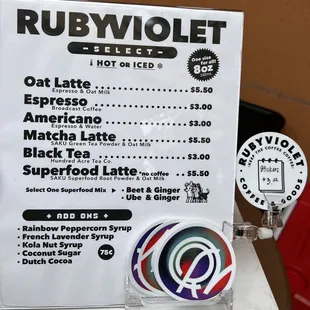 RUBYVIOLET
- SELECT -
HOT OR ICED
One size for all!
8oz
Oat Latte $5.50
Espresso & Oat Milk
Espresso $3.00
Broadcast Coffee
Americano $3.00
Espresso & Water
Matcha Latte $5.50
SAKU Green Tea Powder & Oat Milk
Black Tea $3.00
Hundred Acre Tea Co.
Superfood Latte *no coffee $5.50
SAKU Superfood Root Powder & Oat Milk
Select One Superfood Mix
• Beet & Ginger
• Ube & Ginger
◆ ADD ONS ◆
• Rainbow Peppercorn Syrup
• French Lavender Syrup
• Kola Nut Syrup
• Coconut Sugar
• Dutch Cocoa
75¢
RUBYVIOLET
COFFEE GOODS